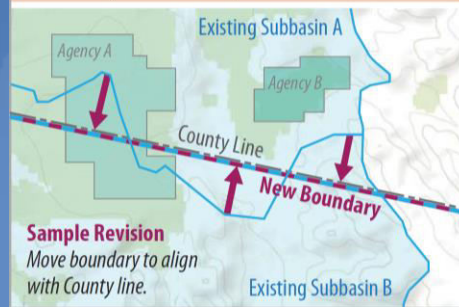 Existing Subbasin A
Agency A
Agency B
County Line
New Boundary
Sample Revision
Move boundary to align
with County line.
Existing Subbasin B